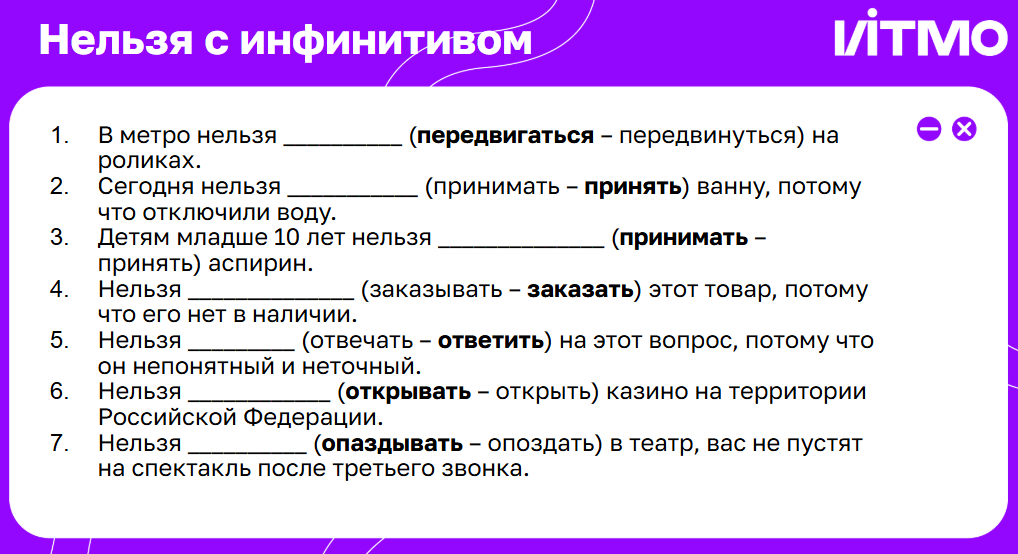 Нельзя с инфинитивом
ИТМО
1. В метро нельзя __________ (передвигаться – передвинуться) на
роликах.
2. Сегодня нельзя ___________ (принимать – принять) ванну, потому
что отключили воду.
3. Детям младше 10 лет нельзя ______________ (принимать –
принять) аспирин.
4. Нельзя ______________ (заказывать – заказать) этот товар, потому
что его нет в наличии.
5. Нельзя _________ (отвечать – ответить) на этот вопрос, потому что
он непонятный и неточный.
6. Нельзя ____________ (открывать – открыть) казино на территории
Российской Федерации.
7. Нельзя __________ (опаздывать – опоздать) в театр, вас не пустят
на спектакль после третьего звонка.